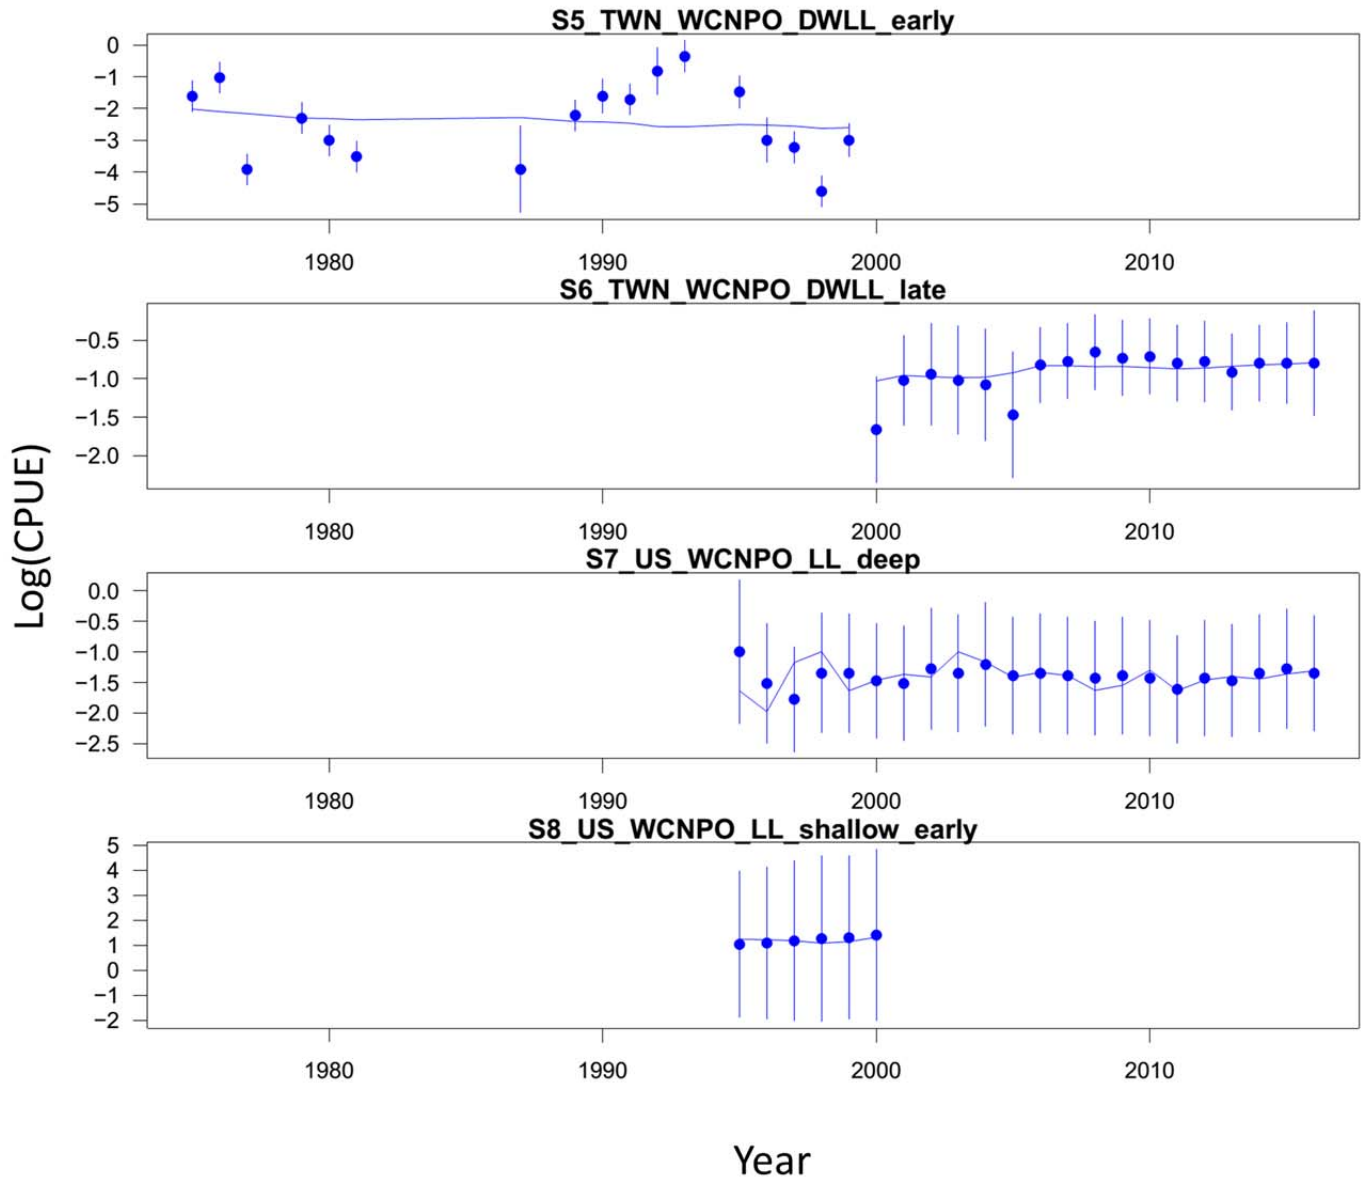 S5_TWN_WCNPO_DWLL_early
0
−1
−2
−3
−4
−5
1980 1990 2000 2010
S6_TWN_WCNPO_DWLL_late
−0.5
−1.0
−1.5
−2.0
1980 1990 2000 2010
S7_US_WCNPO_LL_deep
0.0
−0.5
−1.0
−1.5
−2.0
−2.5
1980 1990 2000 2010
S8_US_WCNPO_LL_shallow_early
5
4
3
2
1
0
−1
−2
1980 1990 2000 2010
Log(CPUE)
Year